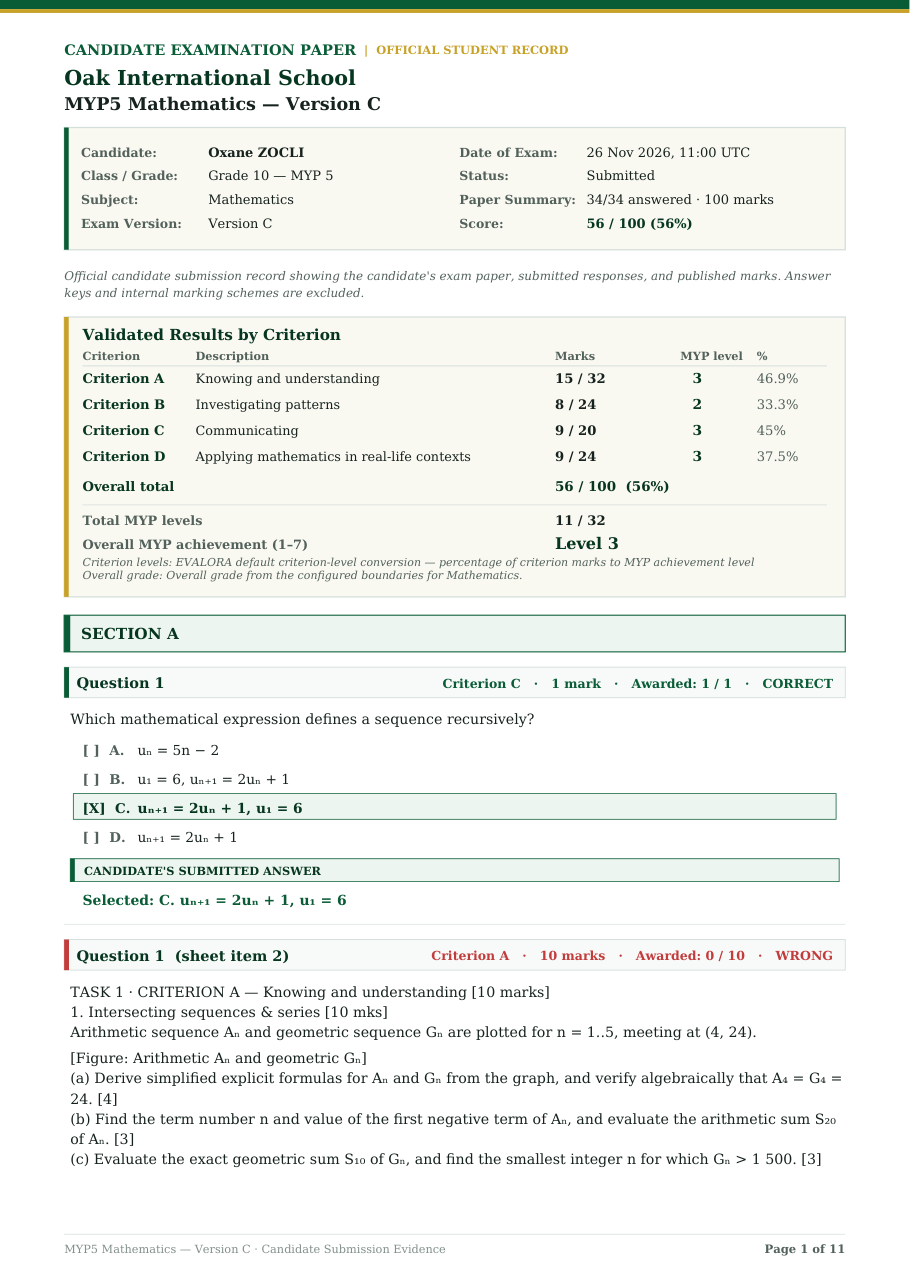 CANDIDATE EXAMINATION PAPER | OFFICIAL STUDENT RECORD
Oak International School
MYP5 Mathematics — Version C
Candidate: Oxane ZOCLI Date of Exam: 26 Nov 2026, 11:00 UTC
Class / Grade: Grade 10 — MYP 5 Status: Submitted
Subject: Mathematics Paper Summary: 34/34 answered · 100 marks
Exam Version: Version C Score: 56 / 100 (56%)
Official candidate submission record showing the candidate's exam paper, submitted responses, and published marks. Answer
keys and internal marking schemes are excluded.
Validated Results by Criterion
Criterion Description Marks MYP level %
Criterion A Knowing and understanding 15 / 32 3 46.9%
Criterion B Investigating patterns 8 / 24 2 33.3%
Criterion C Communicating 9 / 20 3 45%
Criterion D Applying mathematics in real-life contexts 9 / 24 3 37.5%
Overall total 56 / 100 (56%)
Total MYP levels 11 / 32
Overall MYP achievement (1–7) Level 3
Criterion levels: EVALORA default criterion-level conversion — percentage of criterion marks to MYP achievement level
Overall grade: Overall grade from the configured boundaries for Mathematics.
SECTION A
Question 1 Criterion C · 1 mark · Awarded: 1 / 1 · CORRECT
Which mathematical expression defines a sequence recursively?
[ ] A. uₙ = 5n − 2
[ ] B. u₁ = 6, uₙ₊₁ = 2uₙ + 1
[X] C. uₙ₊₁ = 2uₙ + 1, u₁ = 6
[ ] D. uₙ₊₁ = 2uₙ + 1
CANDIDATE'S SUBMITTED ANSWER
Selected: C. uₙ₊₁ = 2uₙ + 1, u₁ = 6
Question 1 (sheet item 2) Criterion A · 10 marks · Awarded: 0 / 10 · WRONG
TASK 1 · CRITERION A — Knowing and understanding [10 marks]
1. Intersecting sequences & series [10 mks]
Arithmetic sequence Aₙ and geometric sequence Gₙ are plotted for n = 1..5, meeting at (4, 24).
[Figure: Arithmetic Aₙ and geometric Gₙ]
(a) Derive simplified explicit formulas for Aₙ and Gₙ from the graph, and verify algebraically that A₄ = G₄ =
24. [4]
(b) Find the term number n and value of the first negative term of Aₙ, and evaluate the arithmetic sum S₂₀
of Aₙ. [3]
(c) Evaluate the exact geometric sum S₁₀ of Gₙ, and find the smallest integer n for which Gₙ > 1 500. [3]
MYP5 Mathematics — Version C · Candidate Submission Evidence Page 1 of 11